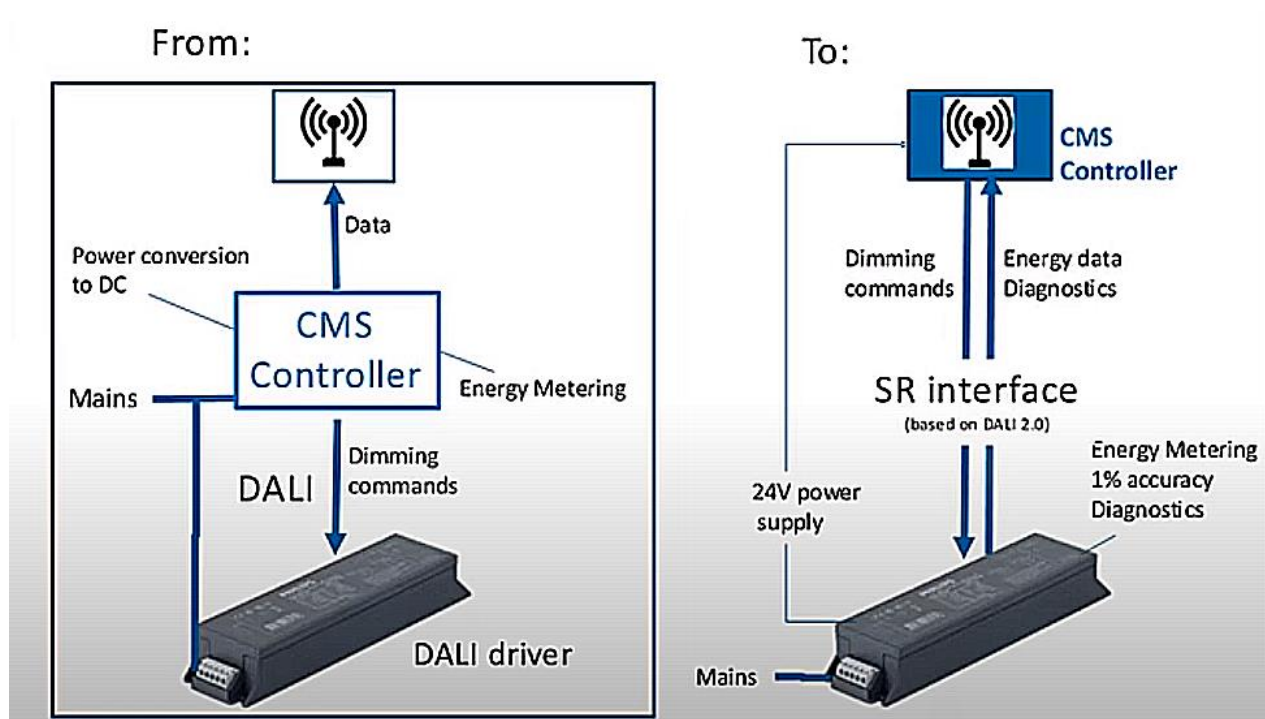 From:
Data
Power conversion
to DC
CMS
Controller
Energy Metering
Mains
DALI
Dimming
commands
DALI driver
To:
CMS
Controller
Dimming
commands
Energy data
Diagnostics
SR interface
(based on DALI 2.0)
24V power
supply
Energy Metering
1% accuracy
Diagnostics
Mains